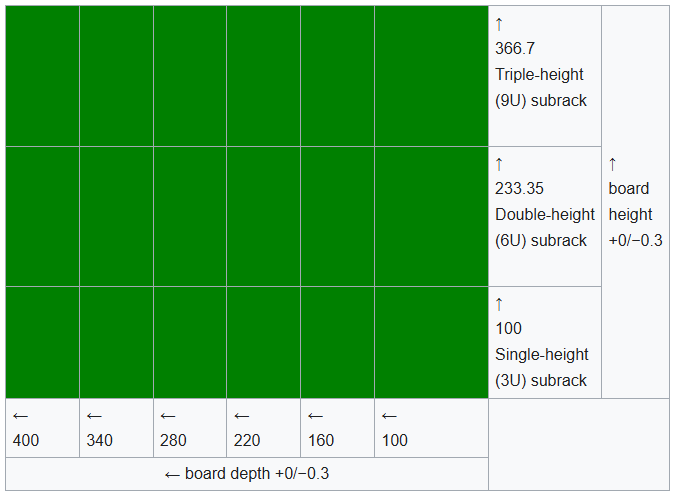 ↑
366.7
Triple-height
(9U) subrack
↑
233.35
Double-height
(6U) subrack
↑
board
height
+0/−0.3
↑
100
Single-height
(3U) subrack
←
400
←
340
←
280
←
220
←
160
←
100
← board depth +0/−0.3